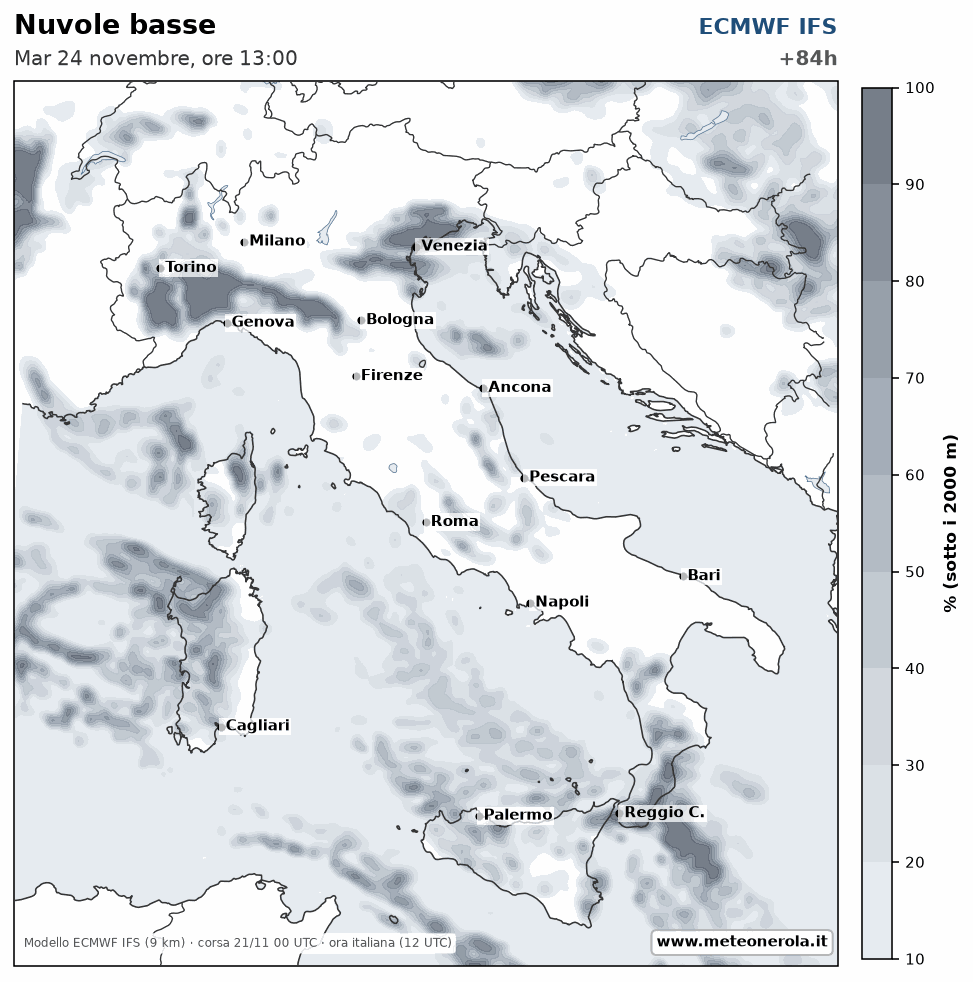 Nuvole basse
ECMWF IFS
Mar 24 novembre, ore 13:00
+84h
Milano
Venezia
Torino
Genova
Bologna
Firenze
Ancona
Pescara
Roma
Bari
Napoli
Cagliari
Palermo
Reggio C.
Modello ECMWF IFS (9 km) · corsa 21/11 00 UTC · ora italiana (12 UTC)
www.meteonerola.it
100
90
80
70
60
50
40
30
20
10
% (sotto i 2000 m)